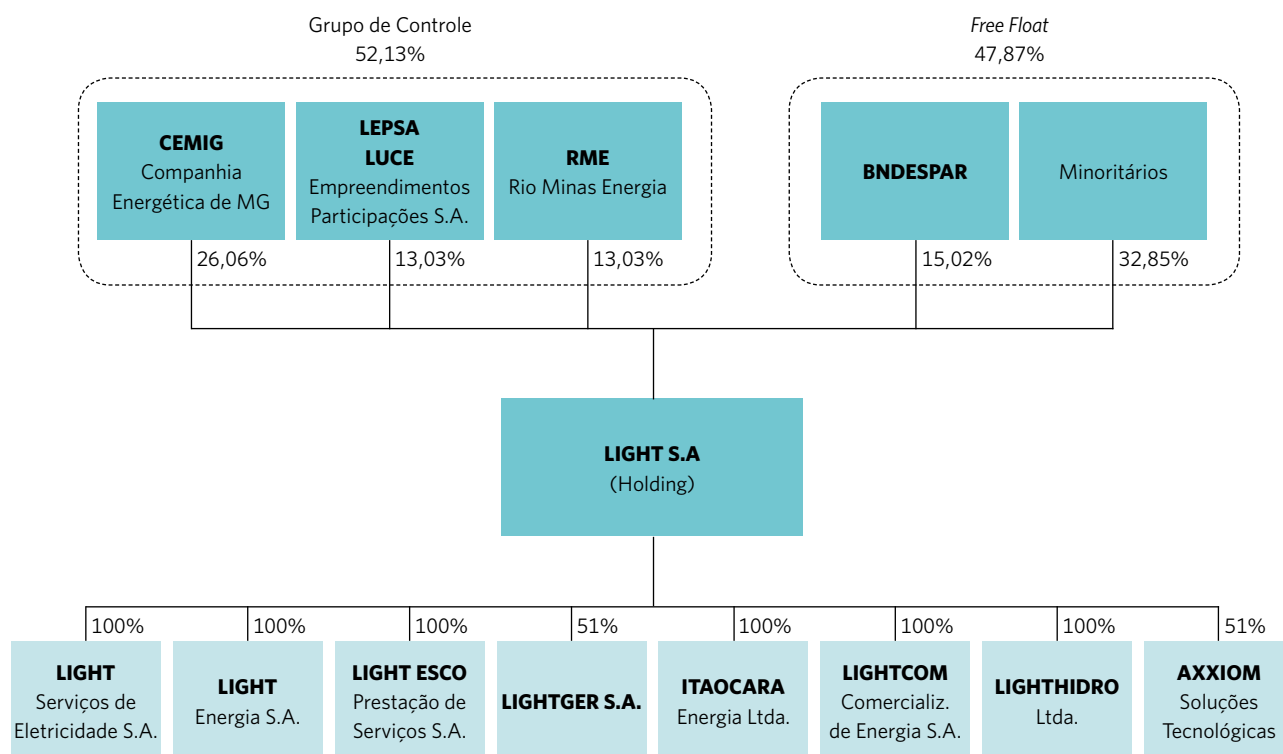 Grupo de Controle
52,13%
Free Float
47,87%
CEMIG
Companhia
Energética de MG
LEPSA
LUCE
Empreendimentos
Participações S.A.
RME
Rio Minas Energia
BNDESPAR
Minoritários
26,06%
13,03%
13,03%
15,02%
32,85%
LIGHT S.A
(Holding)
100%
100%
100%
51%
100%
100%
100%
51%
LIGHT
Serviços de
Eletricidade S.A.
LIGHT
Energia S.A.
LIGHT ESCO
Prestação de
Serviços S.A.
LIGHTGER S.A.
ITAOCARA
Energia Ltda.
LIGHTCOM
Comercializ.
de Energia S.A.
LIGHTHIDRO
Ltda.
AXXIOM
Soluções
Tecnológicas